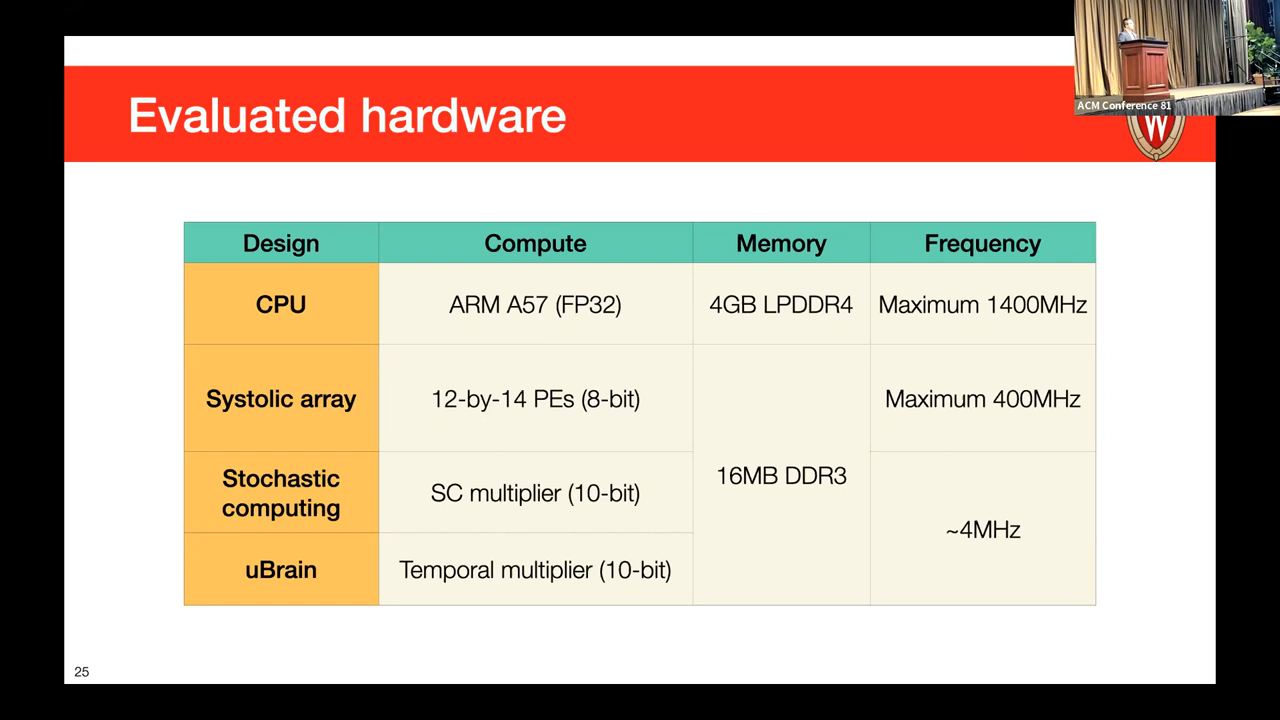 ACM Conference 81
W
Evaluated hardware
Design Compute Memory Frequency
CPU ARM A57 (FP32) 4GB LPDDR4 Maximum 1400MHz
Systolic array 12-by-14 PEs (8-bit) 16MB DDR3 Maximum 400MHz
Stochastic
computing SC multiplier (10-bit) ~4MHz
uBrain Temporal multiplier (10-bit)
25